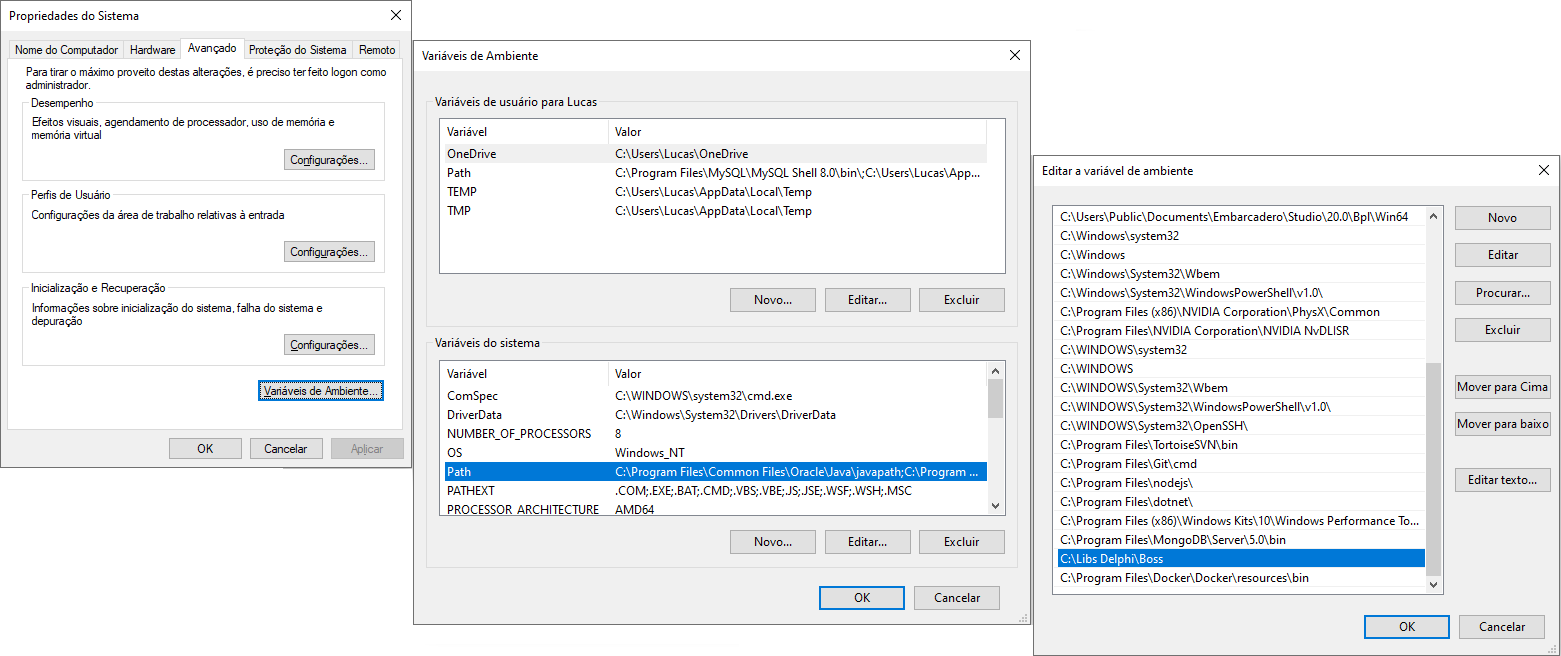 Propriedades do Sistema
Nome do Computador Hardware Avançado Proteção do Sistema Remoto
Para tirar o máximo proveito destas alterações, é preciso ter feito logon como
administrador.
Desempenho
Efeitos visuais, agendamento de processador, uso de memória e
memória virtual
Configurações...
Perfis de Usuário
Configurações da área de trabalho relativas à entrada
Configurações...
Inicialização e Recuperação
Informações sobre inicialização do sistema, falha do sistema e
depuração
Configurações...
Variáveis de Ambiente...
OK Cancelar Aplicar
Variáveis de Ambiente
Variáveis de usuário para Lucas
Variável Valor
OneDrive C:\Users\Lucas\OneDrive
Path C:\Program Files\MySQL\MySQL Shell 8.0\bin\;C:\Users\Lucas\App...
TEMP C:\Users\Lucas\AppData\Local\Temp
TMP C:\Users\Lucas\AppData\Local\Temp
Novo... Editar... Excluir
Variáveis do sistema
Variável Valor
ComSpec C:\WINDOWS\system32\cmd.exe
DriverData C:\Windows\System32\Drivers\DriverData
NUMBER_OF_PROCESSORS 8
OS Windows_NT
Path C:\Program Files\Common Files\Oracle\Java\javapath;C:\Program ...
PATHEXT .COM;.EXE;.BAT;.CMD;.VBS;.VBE;.JS;.JSE;.WSF;.WSH;.MSC
PROCESSOR_ARCHITECTURE AMD64
Novo... Editar... Excluir
OK Cancelar
Editar a variável de ambiente
C:\Users\Public\Documents\Embarcadero\Studio\20.0\Bpl\Win64
C:\Windows\system32
C:\Windows
C:\Windows\System32\Wbem
C:\Windows\System32\WindowsPowerShell\v1.0\
C:\Program Files (x86)\NVIDIA Corporation\PhysX\Common
C:\Program Files\NVIDIA Corporation\NVIDIA NvDLISR
C:\WINDOWS\system32
C:\WINDOWS
C:\WINDOWS\System32\Wbem
C:\WINDOWS\System32\WindowsPowerShell\v1.0\
C:\WINDOWS\System32\OpenSSH\
C:\Program Files\TortoiseSVN\bin
C:\Program Files\Git\cmd
C:\Program Files\nodejs\
C:\Program Files\dotnet\
C:\Program Files (x86)\Windows Kits\10\Windows Performance To...
C:\Program Files\MongoDB\Server\5.0\bin
C:\Libs Delphi\Boss
C:\Program Files\Docker\Docker\resources\bin
Novo
Editar
Procurar...
Excluir
Mover para Cima
Mover para baixo
Editar texto...
OK Cancelar